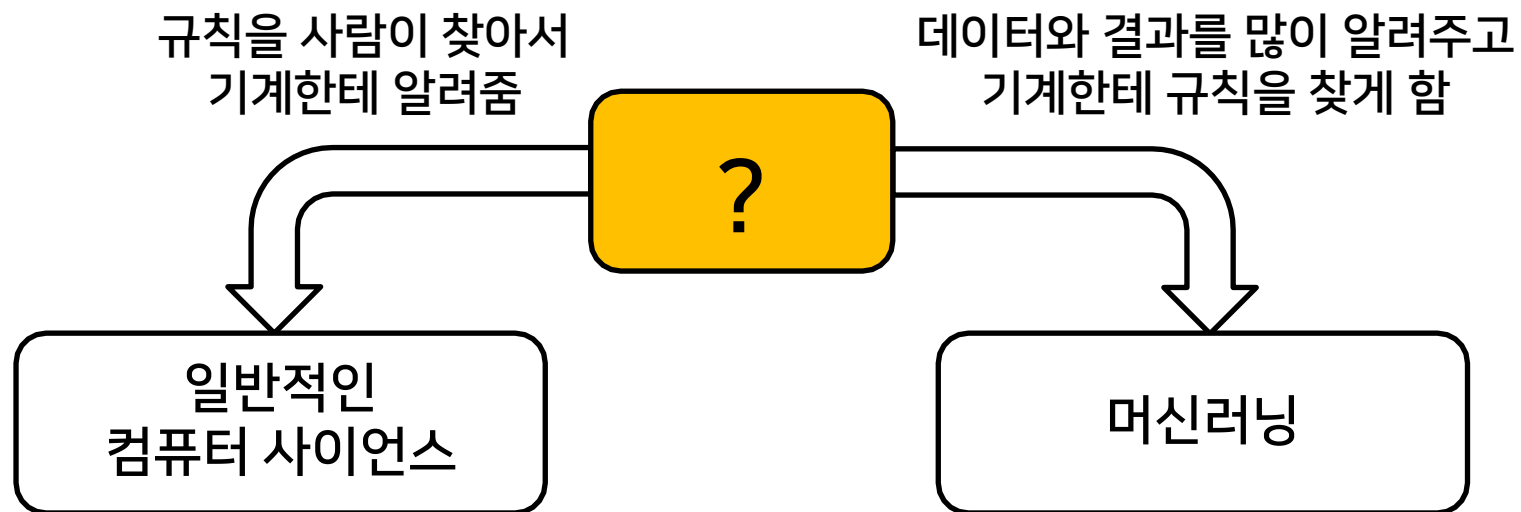 규칙을 사람이 찾아서
기계한테 알려줌
데이터와 결과를 많이 알려주고
기계한테 규칙을 찾게 함
?
일반적인
컴퓨터 사이언스
머신러닝